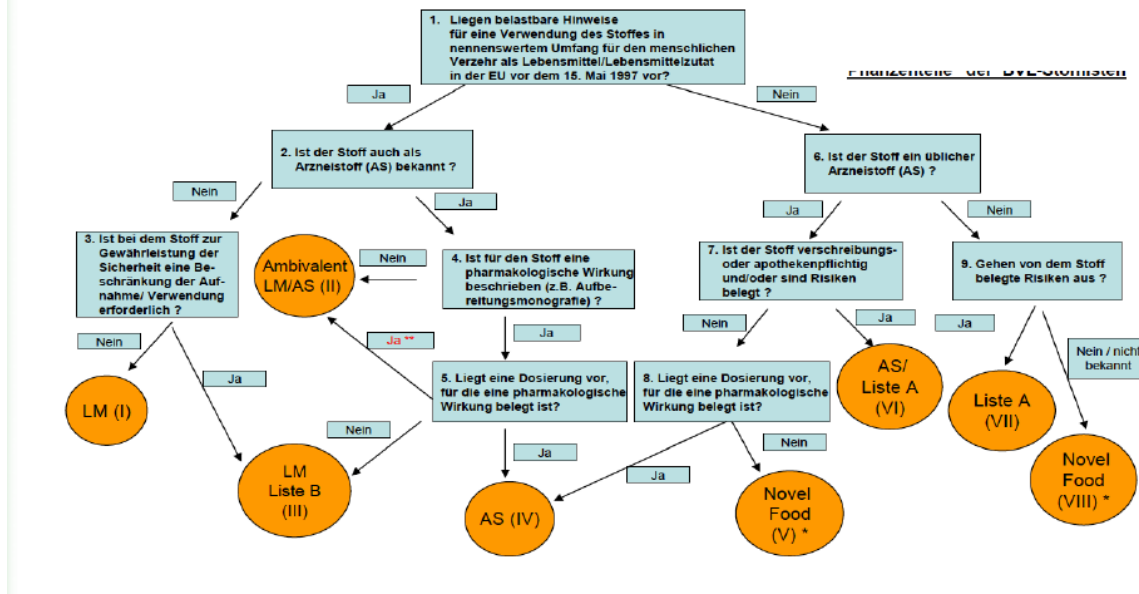 1. Liegen belastbare Hinweise
für eine Verwendung des Stoffes in
nennenswertem Umfang für den menschlichen
Verzehr als Lebensmittel/Lebensmittelzutat
in der EU vor dem 15. Mai 1997 vor?
Pflanzenteile" der BVL-Stofflisten
Ja
Nein
2. Ist der Stoff auch als
Arzneistoff (AS) bekannt ?
6. Ist der Stoff ein üblicher
Arzneistoff (AS) ?
Nein
Ja
Ja
Nein
3. Ist bei dem Stoff zur
Gewährleistung der
Sicherheit eine Be-
schränkung der Auf-
nahme/ Verwendung
erforderlich ?
Ambivalent
LM/AS (II)
Nein
4. Ist für den Stoff eine
pharmakologische Wirkung
beschrieben (z.B. Aufbe-
reitungsmonografie) ?
7. Ist der Stoff verschreibungs-
oder apothekenpflichtig
und/oder sind Risiken
belegt ?
9. Gehen von dem Stoff
belegte Risiken aus ?
Nein
Ja
Ja **
Ja
Nein
Ja
Ja
Nein / nicht
bekannt
LM (I)
5. Liegt eine Dosierung vor,
für die eine pharmakologische
Wirkung belegt ist?
8. Liegt eine Dosierung vor,
für die eine pharmakologische
Wirkung belegt ist?
AS/
Liste A
(VI)
Liste A
(VII)
Nein
Ja
Nein
Ja
LM
Liste B
(III)
AS (IV)
Novel
Food
(V) *
Novel
Food
(VIII) *